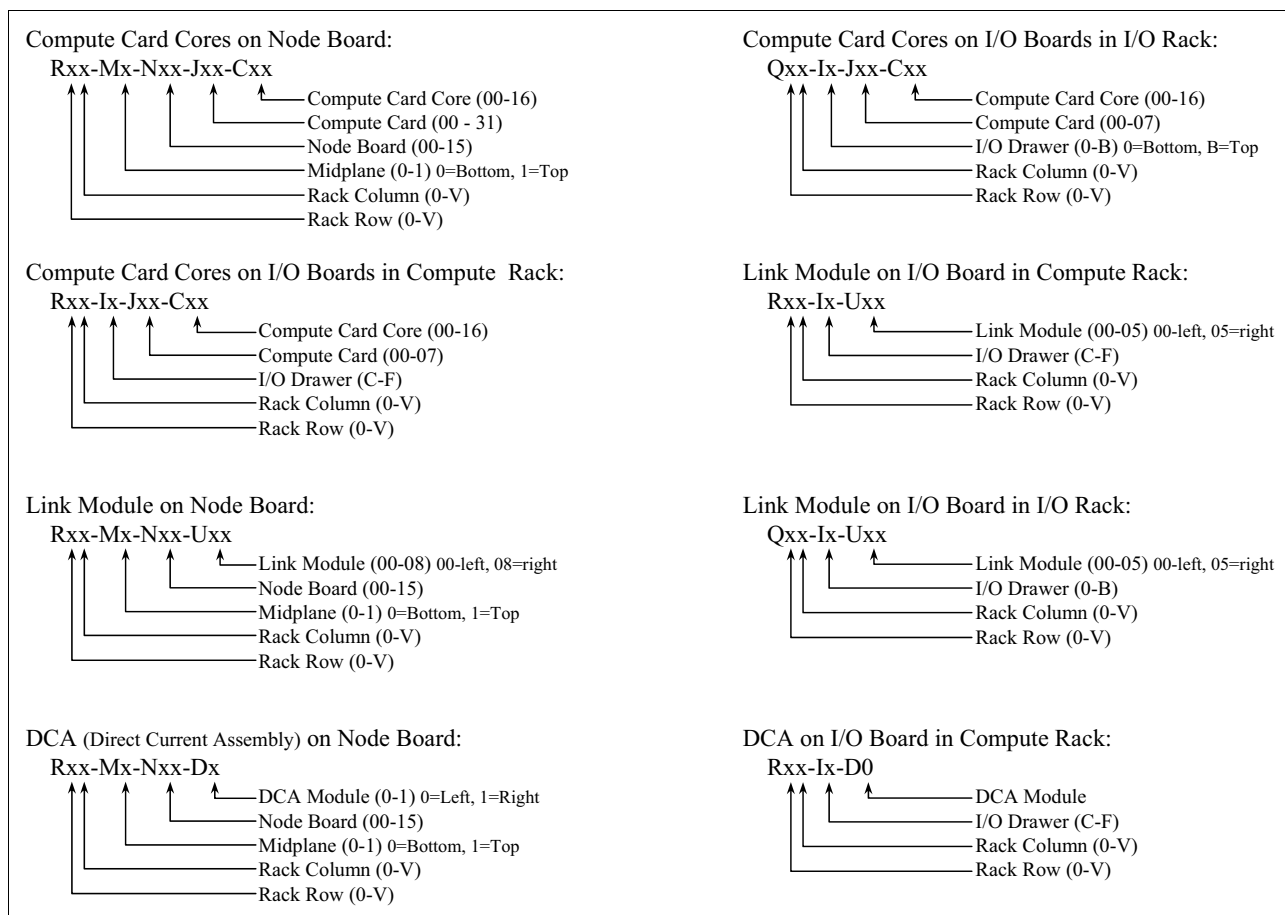 Compute Card Cores on Node Board:
Rxx-Mx-Nxx-Jxx-Cxx
Compute Card Core (00-16)
Compute Card (00 - 31)
Node Board (00-15)
Midplane (0-1) 0=Bottom, 1=Top
Rack Column (0-V)
Rack Row (0-V)
Compute Card Cores on I/O Boards in I/O Rack:
Qxx-Ix-Jxx-Cxx
Compute Card Core (00-16)
Compute Card (00-07)
I/O Drawer (0-B) 0=Bottom, B=Top
Rack Column (0-V)
Rack Row (0-V)
Compute Card Cores on I/O Boards in Compute Rack:
Rxx-Ix-Jxx-Cxx
Compute Card Core (00-16)
Compute Card (00-07)
I/O Drawer (C-F)
Rack Column (0-V)
Rack Row (0-V)
Link Module on I/O Board in Compute Rack:
Rxx-Ix-Uxx
Link Module (00-05) 00-left, 05=right
I/O Drawer (C-F)
Rack Column (0-V)
Rack Row (0-V)
Link Module on Node Board:
Rxx-Mx-Nxx-Uxx
Link Module (00-08) 00-left, 08=right
Node Board (00-15)
Midplane (0-1) 0=Bottom, 1=Top
Rack Column (0-V)
Rack Row (0-V)
Link Module on I/O Board in I/O Rack:
Qxx-Ix-Uxx
Link Module (00-05) 00-left, 05=right
I/O Drawer (0-B)
Rack Column (0-V)
Rack Row (0-V)
DCA (Direct Current Assembly) on Node Board:
Rxx-Mx-Nxx-Dx
DCA Module (0-1) 0=Left, 1=Right
Node Board (00-15)
Midplane (0-1) 0=Bottom, 1=Top
Rack Column (0-V)
Rack Row (0-V)
DCA on I/O Board in Compute Rack:
Rxx-Ix-D0
DCA Module
I/O Drawer (C-F)
Rack Column (0-V)
Rack Row (0-V)